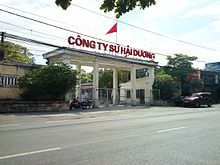 CÔNG TY SỨ HẢI DƯƠNG